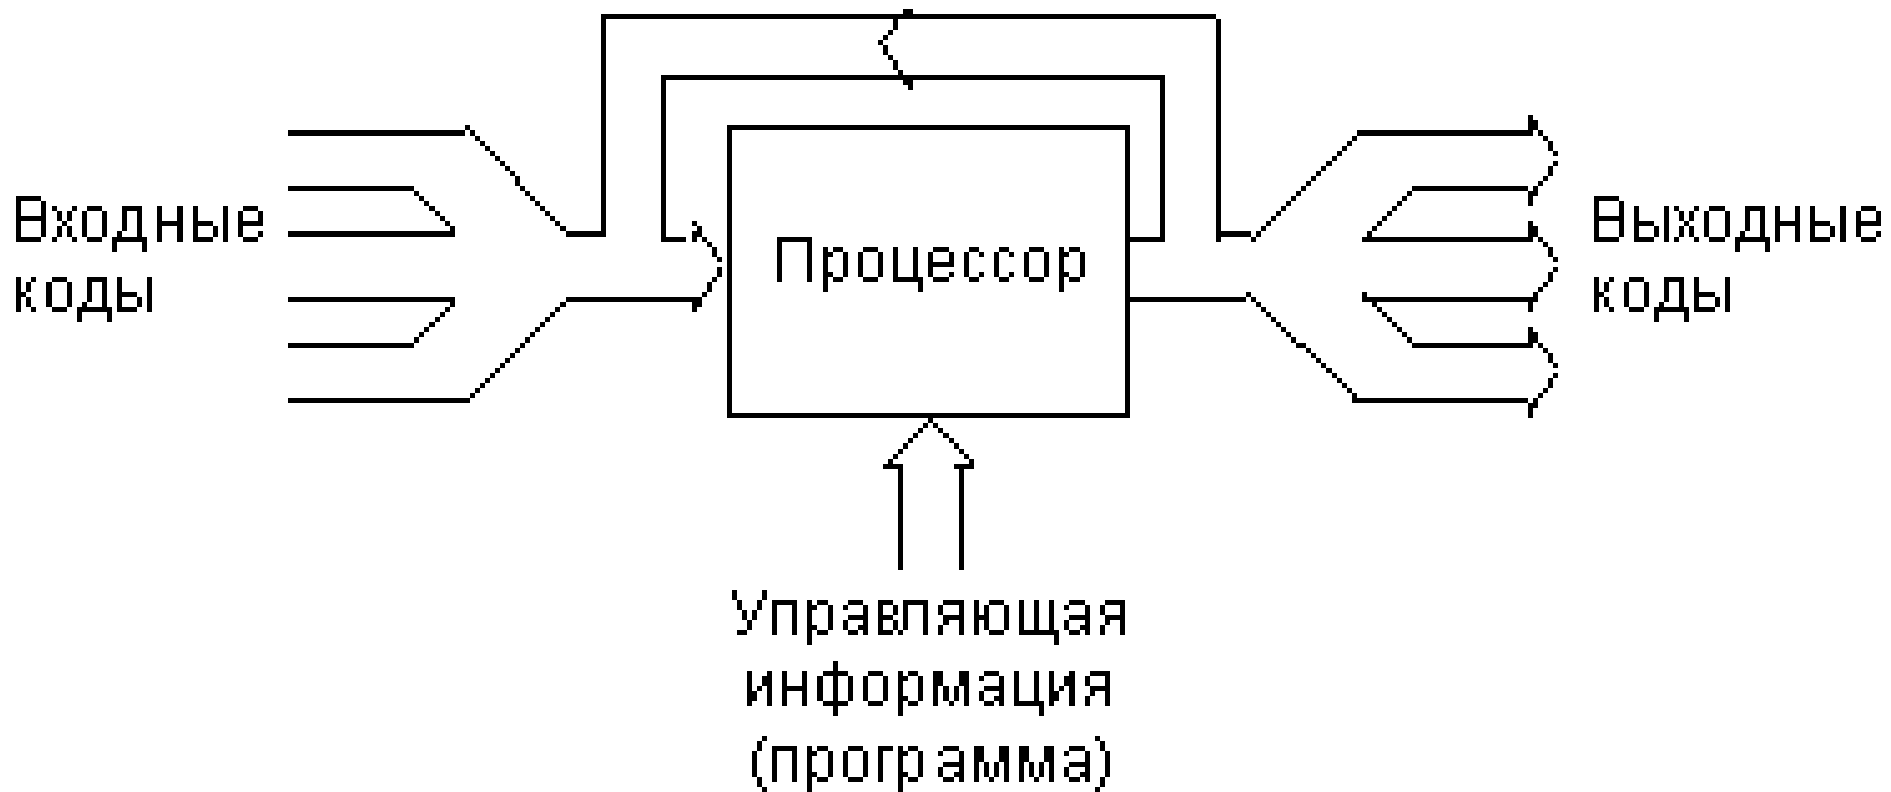 Входные
коды
Процессор
Выходные
коды
Управляющая
информация
(программа)